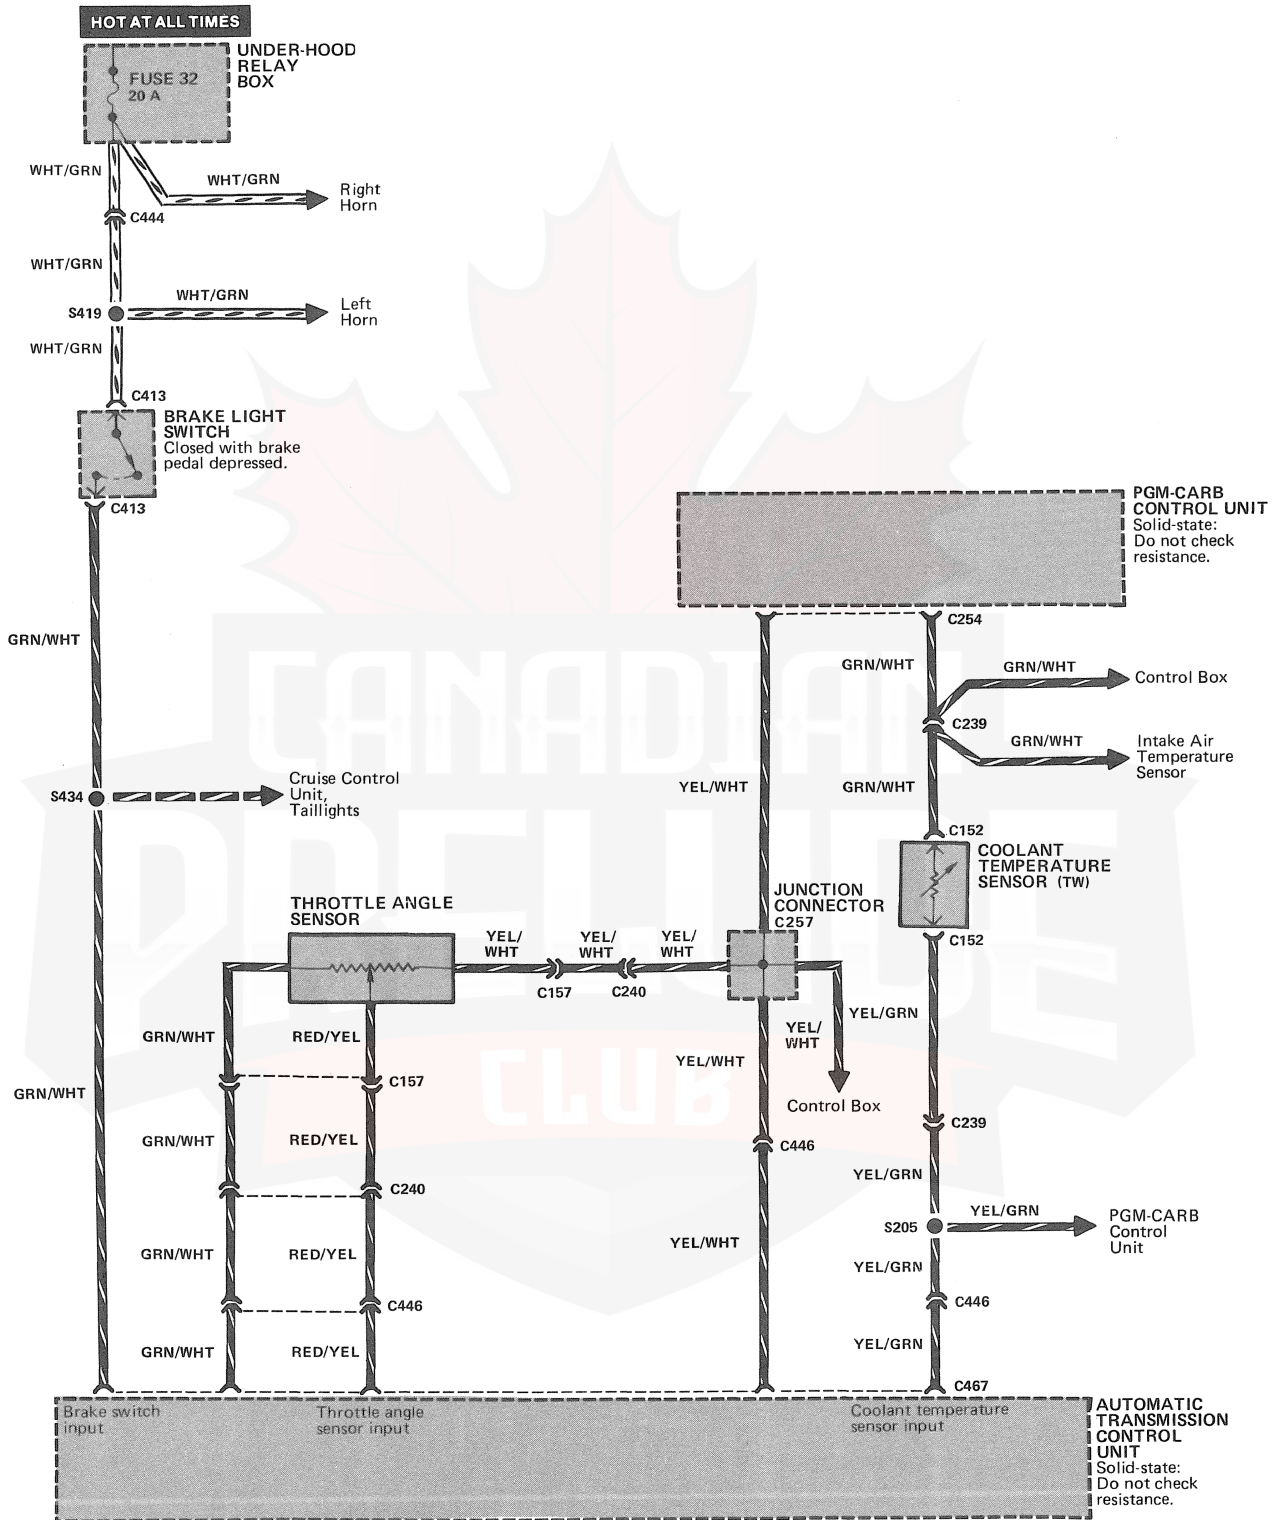 HOT AT ALL TIMES
UNDER-HOOD
RELAY
BOX
FUSE 32
20 A
WHT/GRN
WHT/GRN
Right
Horn
C444
WHT/GRN
WHT/GRN
Left
Horn
S419
WHT/GRN
C413
BRAKE LIGHT
SWITCH
Closed with brake
pedal depressed.
C413
PGM-CARB
CONTROL UNIT
Solid-state:
Do not check
resistance.
C254
GRN/WHT
GRN/WHT
GRN/WHT
Control Box
C239
GRN/WHT
Intake Air
Temperature
Sensor
YEL/WHT
GRN/WHT
S434
Cruise Control
Unit,
Taillights
C152
COOLANT
TEMPERATURE
SENSOR (TW)
JUNCTION
CONNECTOR
C257
THROTTLE ANGLE
SENSOR
YEL/
WHT
YEL/
WHT
YEL/
WHT
C152
C157
C240
YEL/GRN
YEL/
WHT
GRN/WHT
RED/YEL
YEL/WHT
C157
GRN/WHT
Control Box
C239
GRN/WHT
RED/YEL
C446
YEL/GRN
C240
YEL/GRN
S205
PGM-CARB
Control
Unit
YEL/WHT
GRN/WHT
RED/YEL
YEL/GRN
C446
C446
GRN/WHT
RED/YEL
YEL/GRN
C467
Brake switch
input
Throttle angle
sensor input
Coolant temperature
sensor input
AUTOMATIC
TRANSMISSION
CONTROL
UNIT
Solid-state:
Do not check
resistance.
CANADIAN
PRELUDE
CLUB